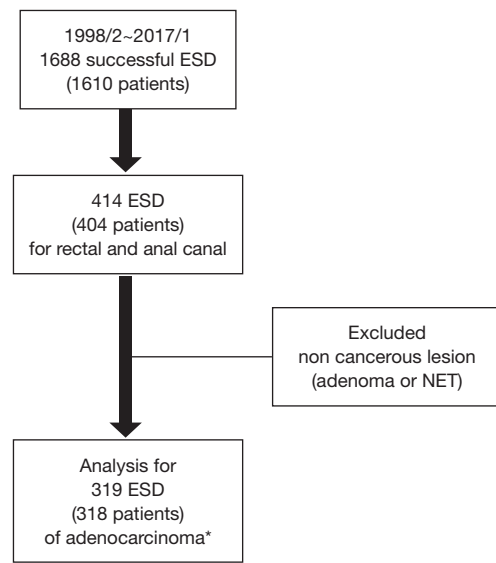 1998/2~2017/1
1688 successful ESD
(1610 patients)
414 ESD
(404 patients)
for rectal and anal canal
Excluded
non cancerous lesion
(adenoma or NET)
Analysis for
319 ESD
(318 patients)
of adenocarcinoma*